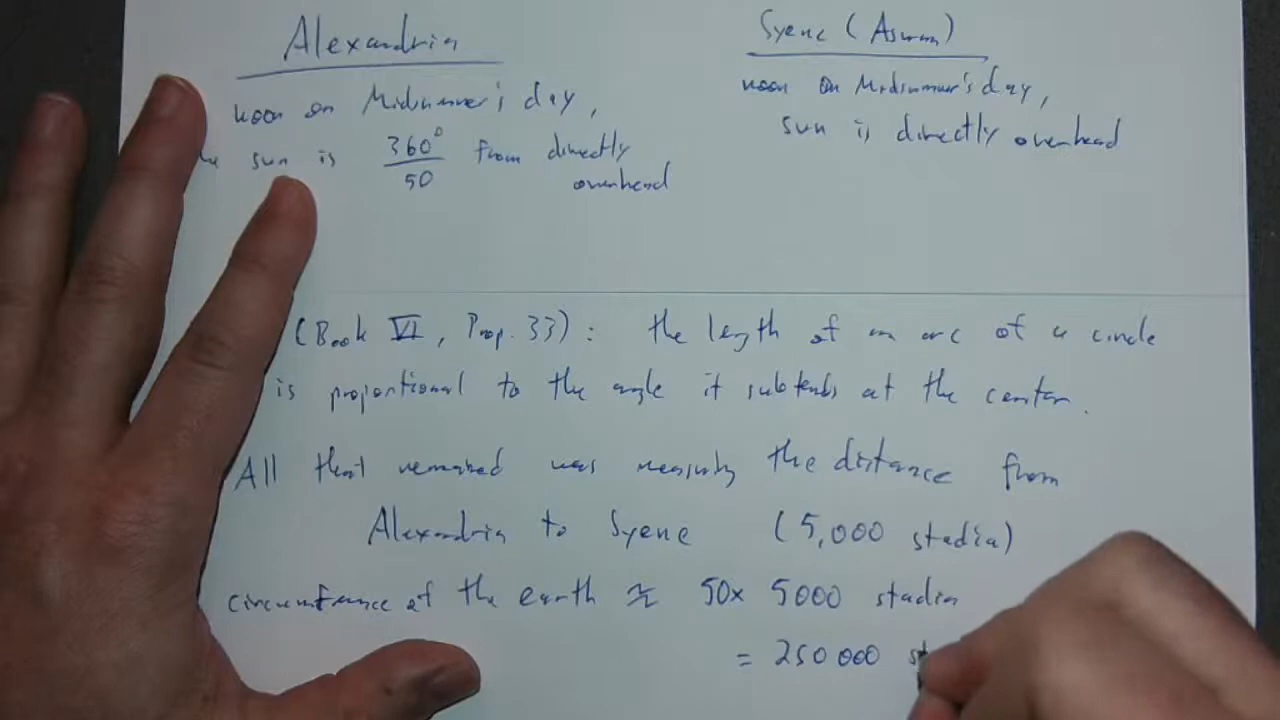 Alexandria
noon on Midsummer's day,
sun is 360°/50 from directly
overhead
Syene (Aswan)
noon on Midsummer's day,
sun is directly overhead
(Book VI, Prop. 33): the length of an arc of a circle
is proportional to the angle it subtends at the center.
All that remained was measuring the distance from
Alexandria to Syene (5,000 stadia)
circumference of the earth ≈ 50x 5000 stadia
= 250 000 st